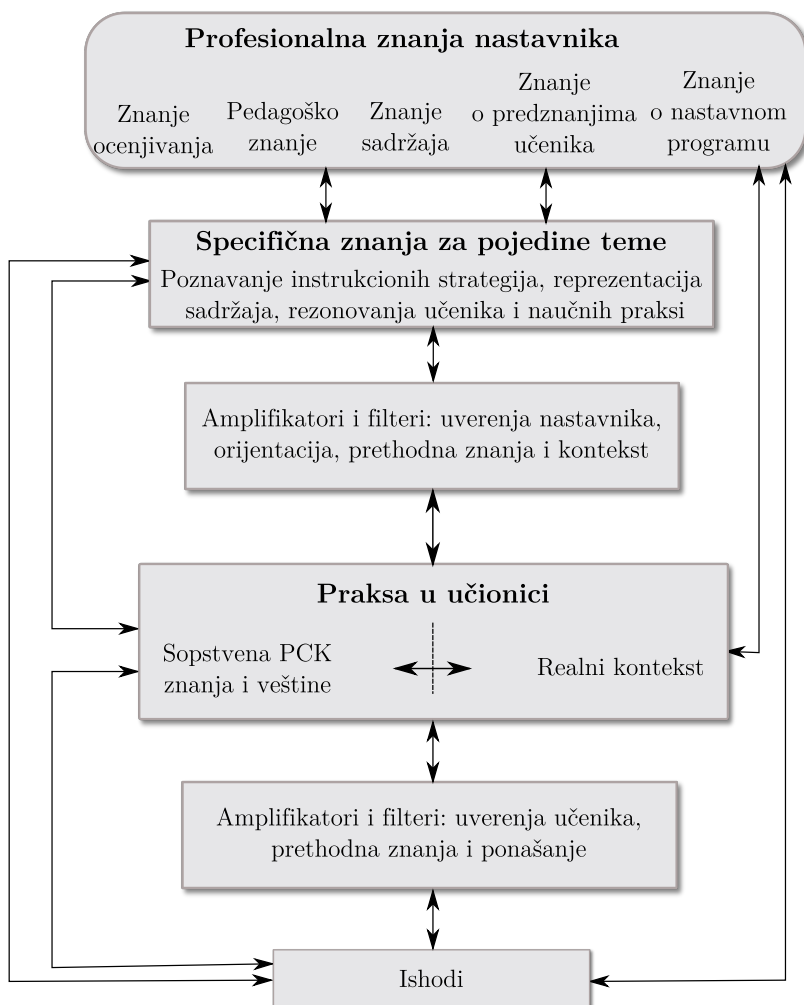 Profesionalna znanja nastavnika
Znanje
ocenjivanja
Pedagoško
znanje
Znanje
sadržaja
Znanje
o predznanjima
učenika
Znanje
o nastavnom
programu
Specifična znanja za pojedine teme
Poznavanje instrukcionih strategija, reprezentacija
sadržaja, rezonovanja učenika i naučnih praksi
Amplifikatori i filteri: uverenja nastavnika,
orijentacija, prethodna znanja i kontekst
Praksa u učionici
Sopstvena PCK
znanja i veštine
Realni kontekst
Amplifikatori i filteri: uverenja učenika,
prethodna znanja i ponašanje
Ishodi